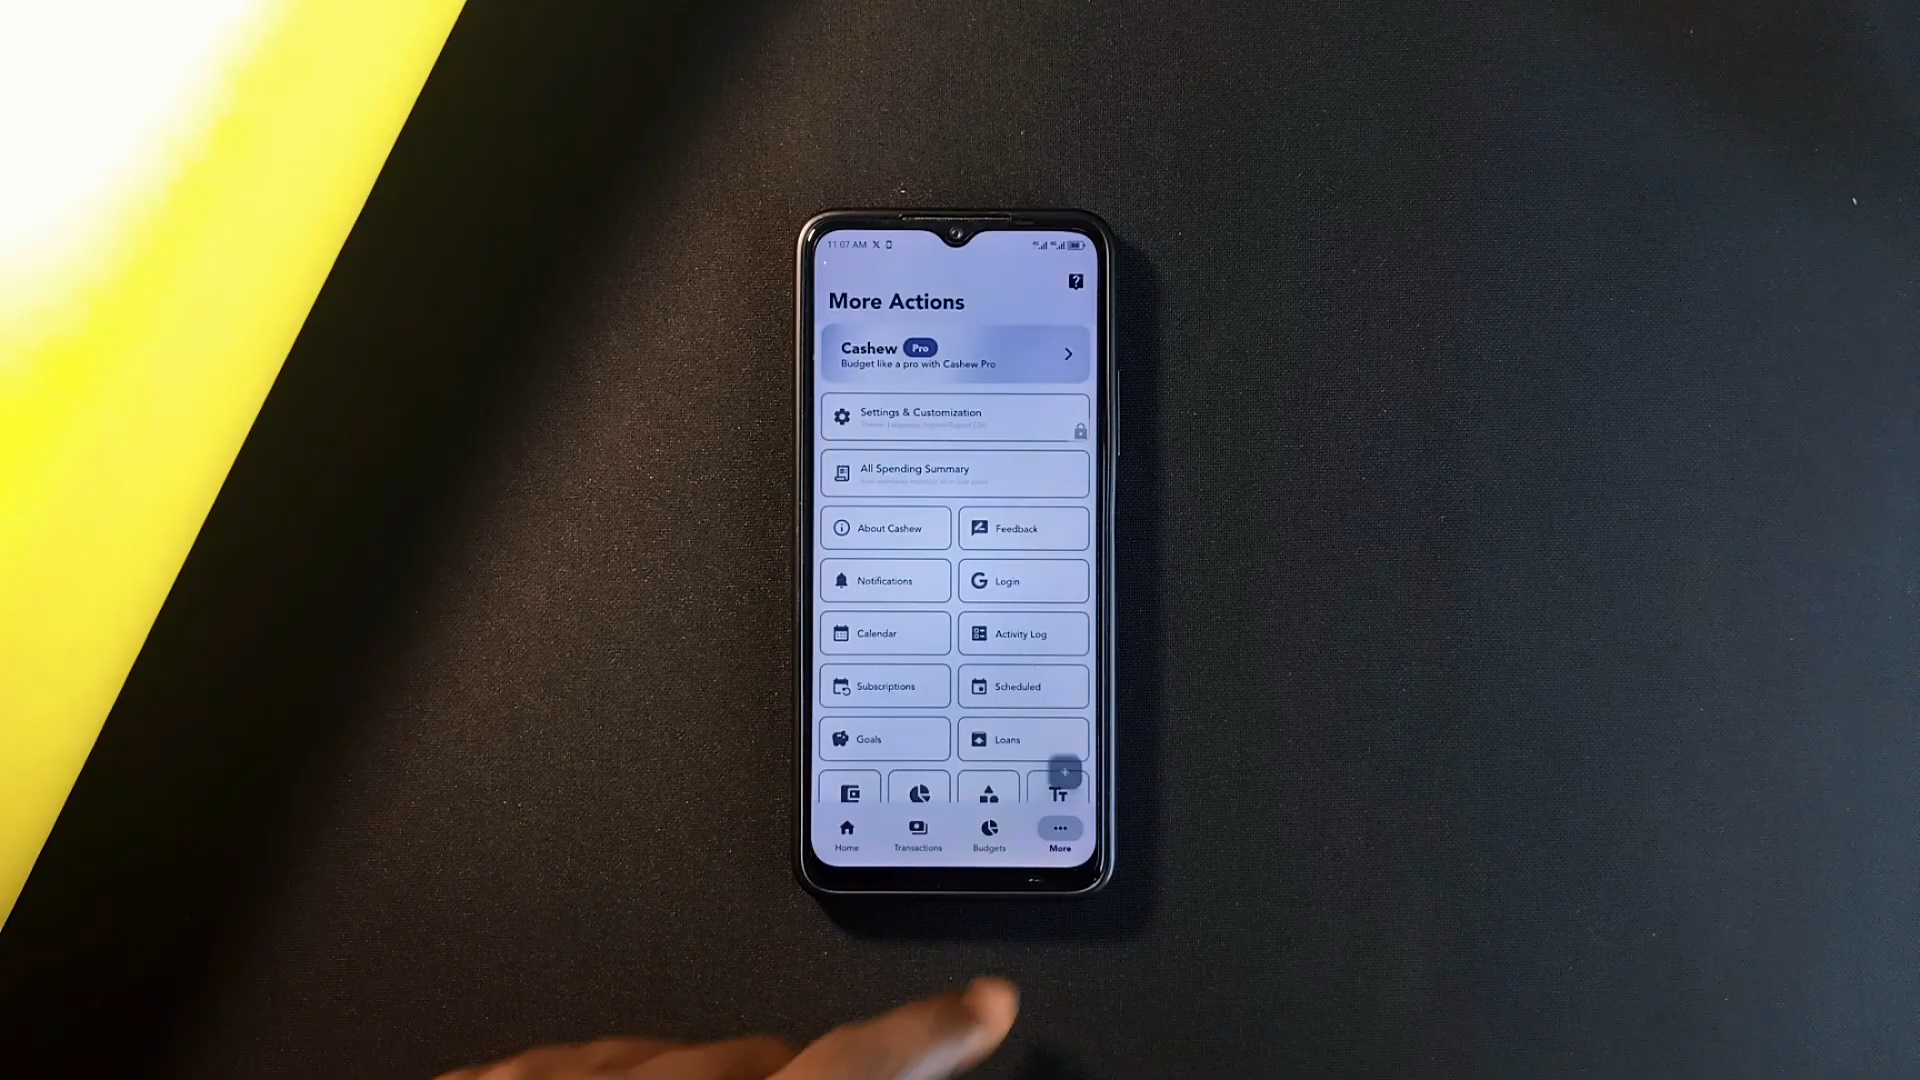 11:07 AM
More Actions
Cashew Pro
Budget like a pro with Cashew Pro
Settings & Customization
All Spending Summary
About Cashew
Feedback
Notifications
Login
Calendar
Activity Log
Subscriptions
Scheduled
Goals
Loans
Home
Transactions
Budgets
More